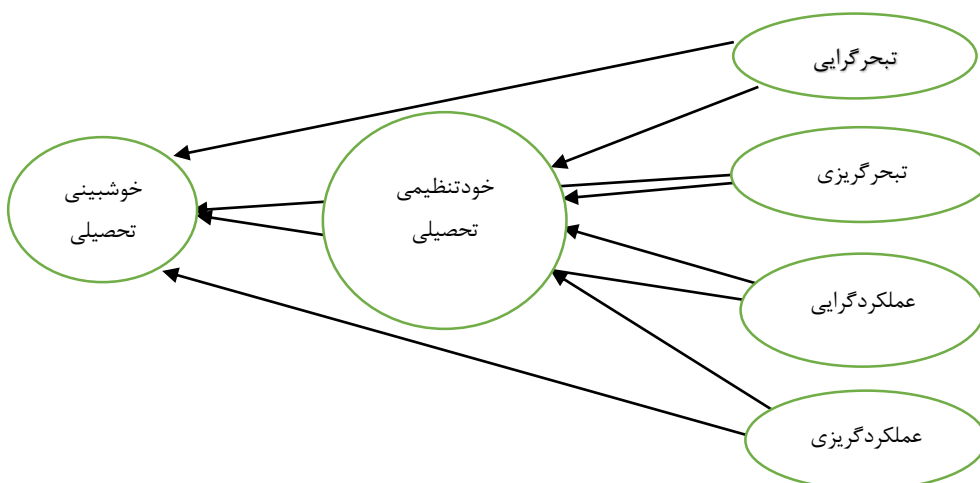 تبحرگرایی
تبحرگریزی
خودتنظیمی
تحصیلی
خوشبینی
تحصیلی
عملکردگرایی
عملکردگریزی